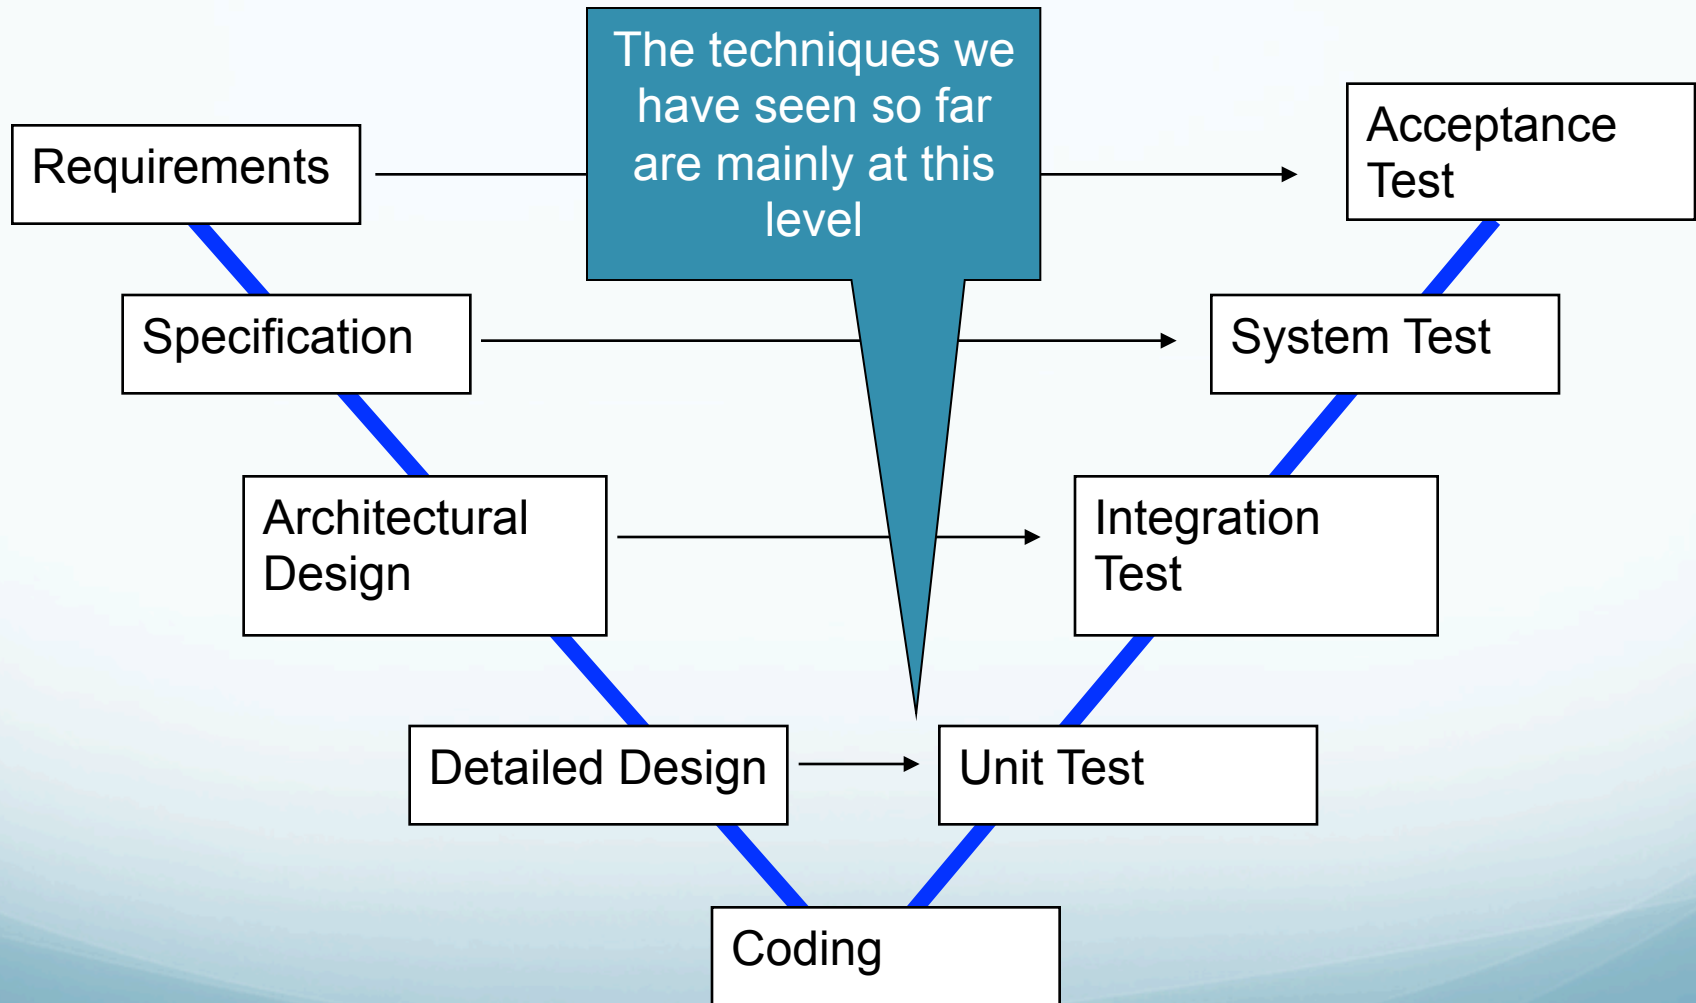 The techniques we
have seen so far
are mainly at this
level
Requirements
Acceptance
Test
Specification
System Test
Architectural
Design
Integration
Test
Detailed Design
Unit Test
Coding